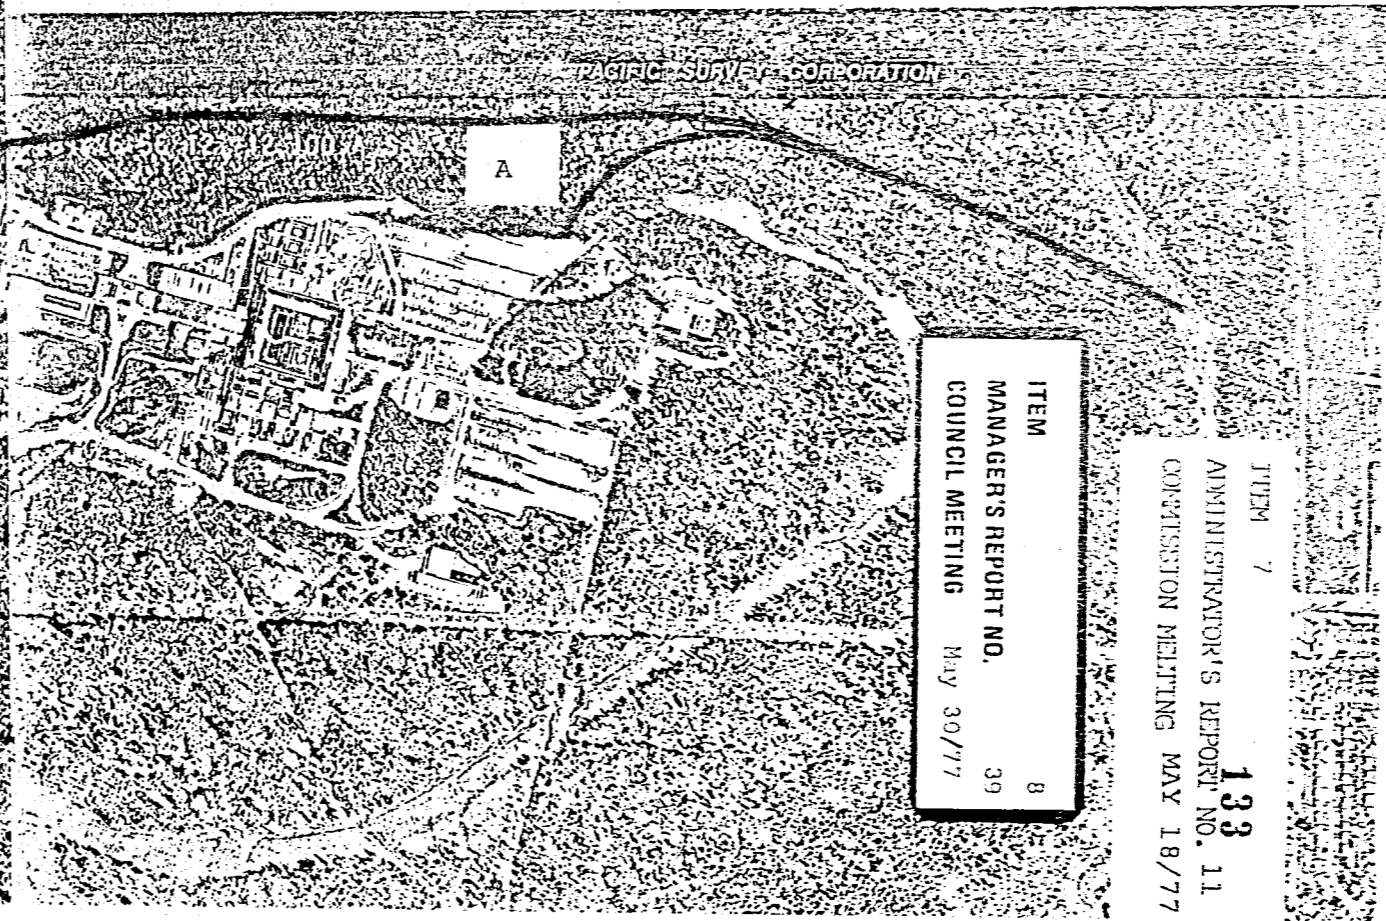 PACIFIC SURVEY CORPORATION
A
ITEM 8
MANAGER'S REPORT NO. 39
COUNCIL MEETING May 30/77
ITEM 7
ADMINISTRATOR'S REPORT NO. 11
COMMISSION MEETING MAY 18/77
133